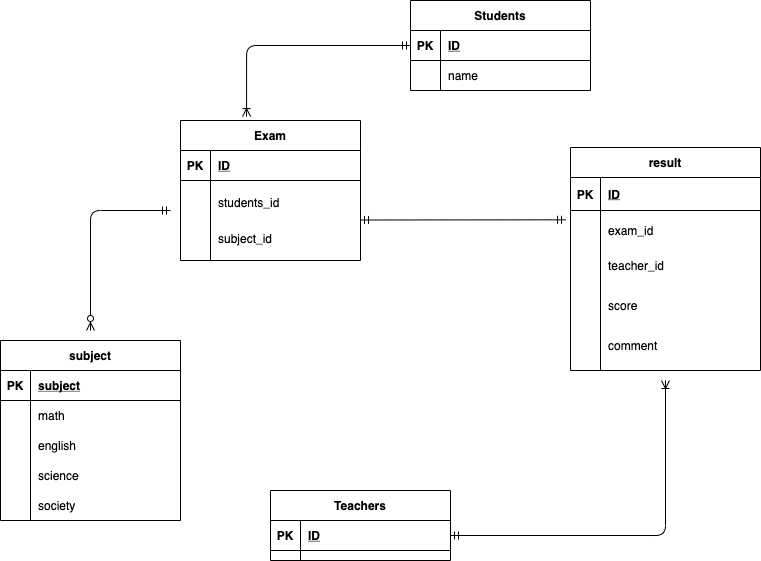 Students
PK ID
name
Exam
PK ID
students_id
subject_id
result
PK ID
exam_id
teacher_id
score
comment
subject
PK subject
math
english
science
society
Teachers
PK ID